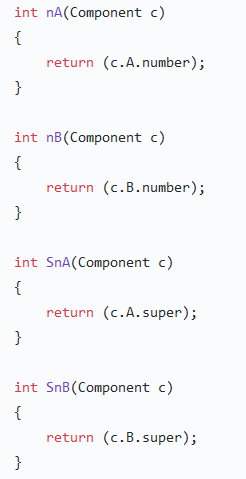 int nA(Component c)
{
    return (c.A.number);
}

int nB(Component c)
{
    return (c.B.number);
}

int SnA(Component c)
{
    return (c.A.super);
}

int SnB(Component c)
{
    return (c.B.super);
}